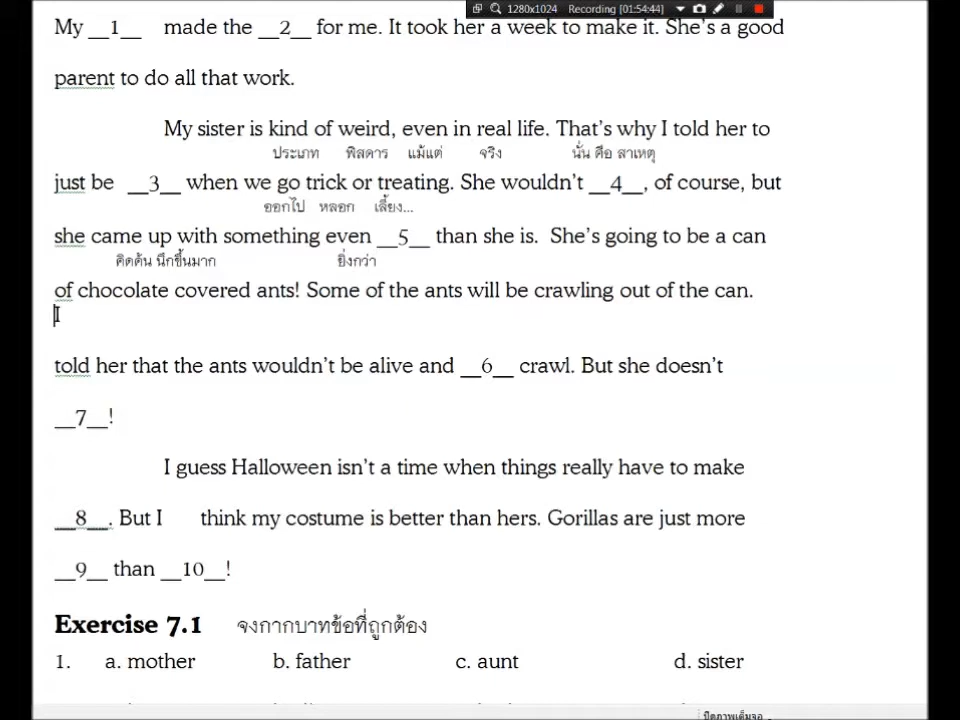 1280x1024 Recording [01:54:44]
My __1__ made the __2__ for me. It took her a week to make it. She's a good
parent to do all that work.
My sister is kind of weird, even in real life. That's why I told her to
ประเภท พิสดาร แม้แต่ จริง นั่น คือ สาเหตุ
just be __3__ when we go trick or treating. She wouldn't __4__, of course, but
ออกไป หลอก เลี้ยง...
she came up with something even __5__ than she is. She's going to be a can
คิดค้น นึกขึ้นมาก ยิ่งกว่า
of chocolate covered ants! Some of the ants will be crawling out of the can.
I
told her that the ants wouldn't be alive and __6__ crawl. But she doesn't
__7__!
I guess Halloween isn't a time when things really have to make
__8__. But I think my costume is better than hers. Gorillas are just more
__9__ than __10__!
Exercise 7.1 จงกากบาทข้อที่ถูกต้อง
1. a. mother b. father c. aunt d. sister